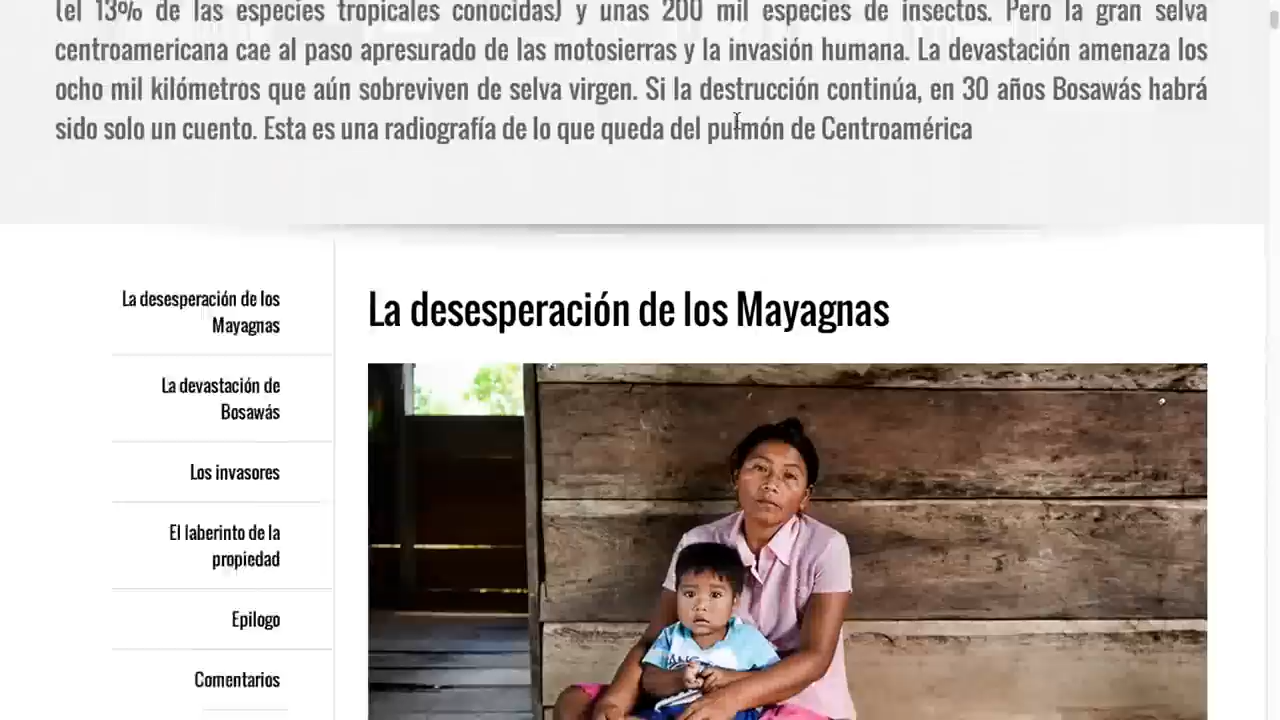 (el 13% de las especies tropicales conocidas) y unas 200 mil especies de insectos. Pero la gran selva
centroamericana cae al paso apresurado de las motosierras y la invasión humana. La devastación amenaza los
ocho mil kilómetros que aún sobreviven de selva virgen. Si la destrucción continúa, en 30 años Bosawás habrá
sido solo un cuento. Esta es una radiografía de lo que queda del pulmón de Centroamérica
La desesperación de los
Mayagnas
La devastación de
Bosawás
Los invasores
El laberinto de la
propiedad
Epilogo
Comentarios
La desesperación de los Mayagnas